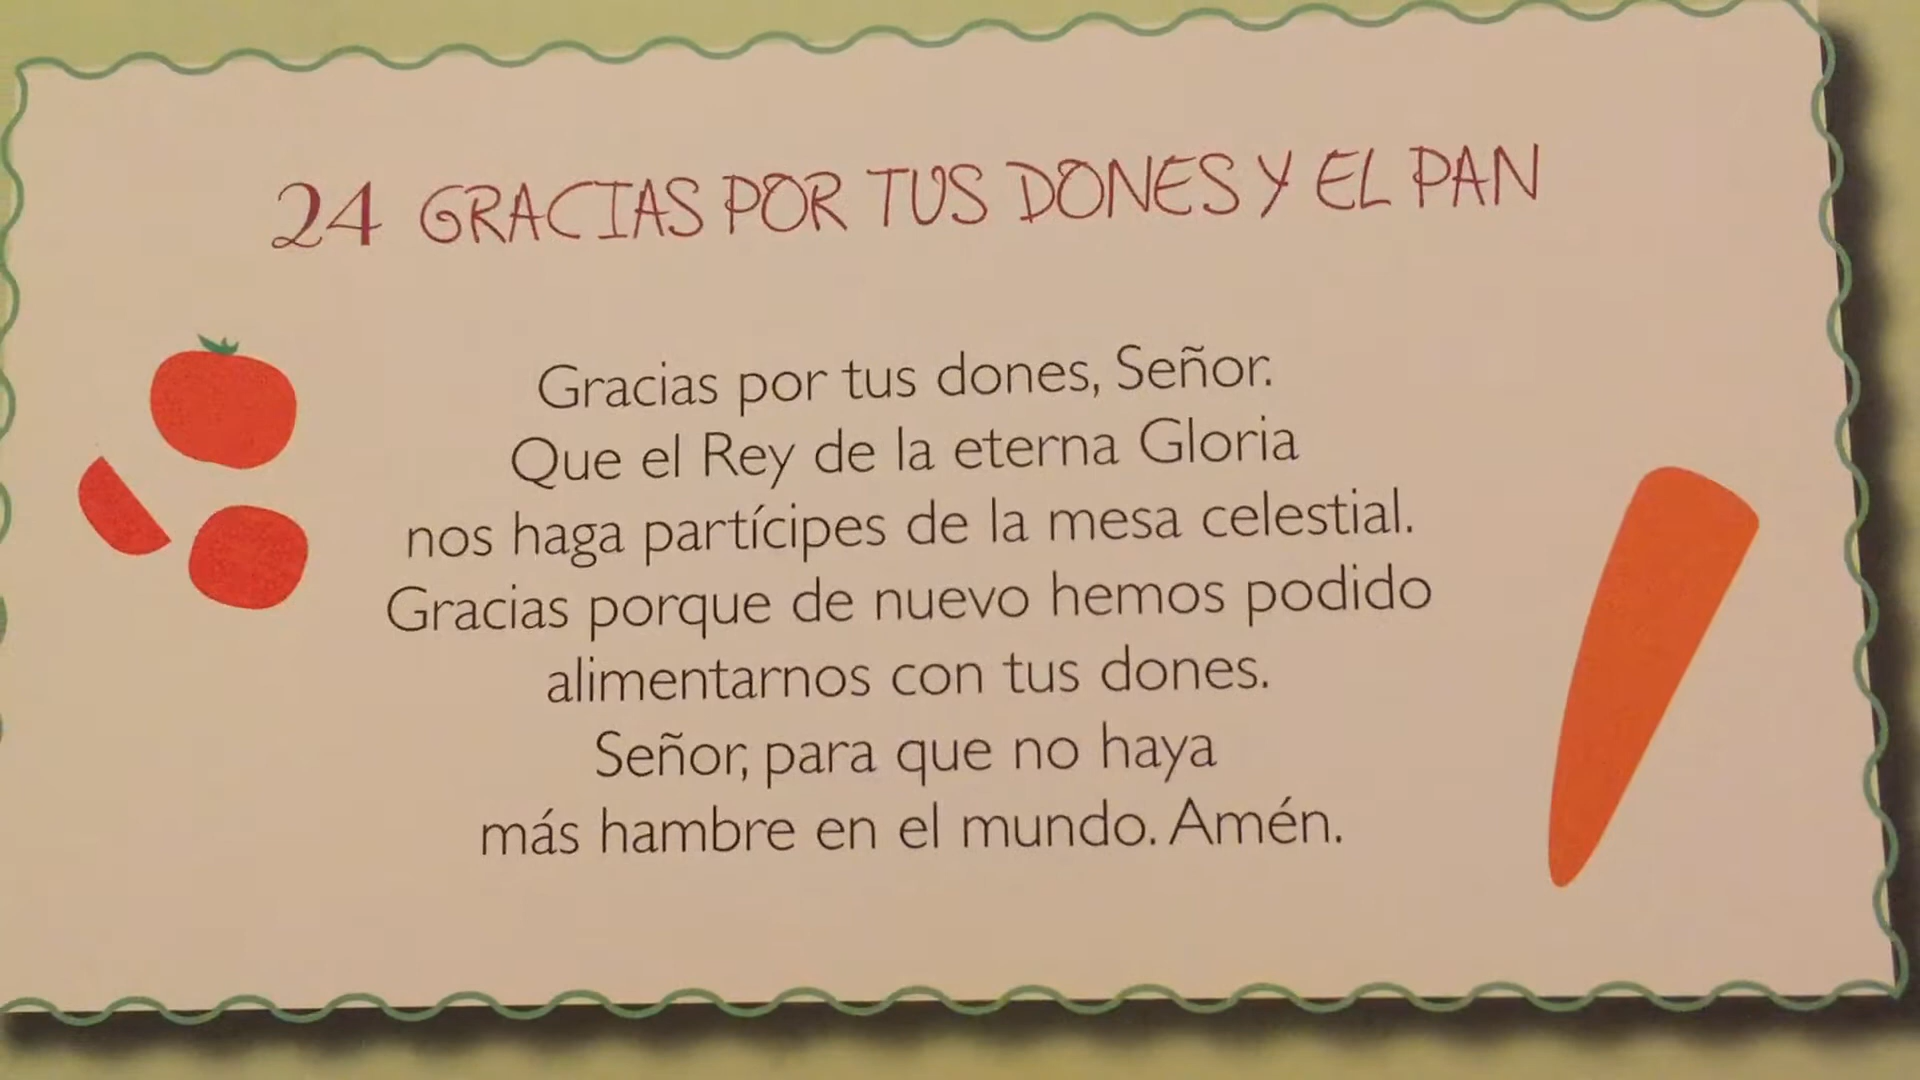 24 GRACIAS POR TUS DONES Y EL PAN
Gracias por tus dones, Señor.
Que el Rey de la eterna Gloria
nos haga partícipes de la mesa celestial.
Gracias porque de nuevo hemos podido
alimentarnos con tus dones.
Señor, para que no haya
más hambre en el mundo. Amén.